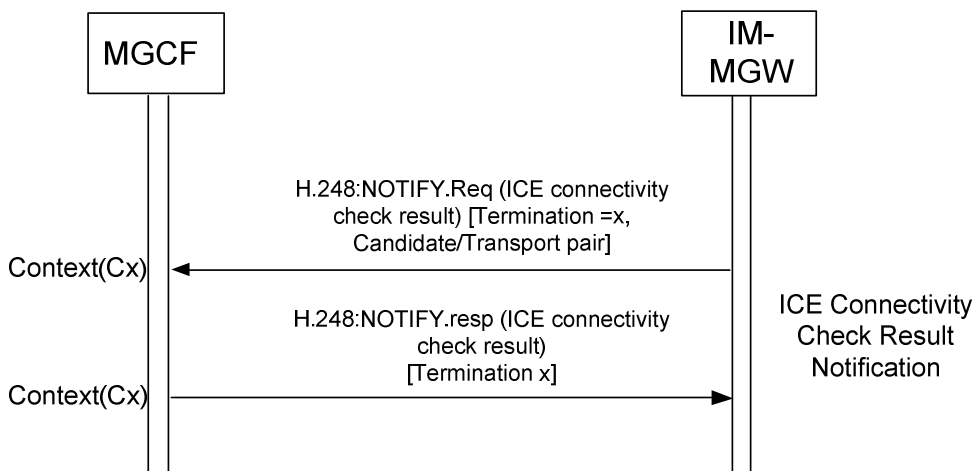 MGCF
IM-
MGW
H.248:NOTIFY.Req (ICE connectivity
check result) [Termination =x,
Candidate/Transport pair]
Context(Cx)
H.248:NOTIFY.resp (ICE connectivity
check result)
[Termination x]
Context(Cx)
ICE Connectivity
Check Result
Notification